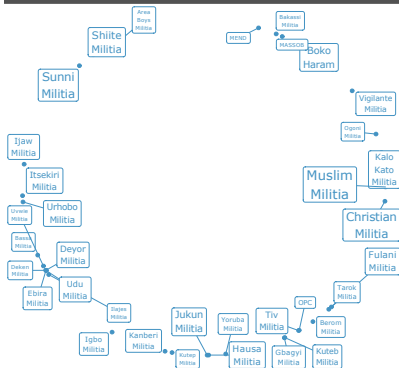 Area
Boys
Militia
Shiite
Militia
Sunni
Militia
Bakassi
Militia
MEND
MASSOB
Boko
Haram
Vigilante
Militia
Ogoni
Militia
Kalo
Kato
Militia
Muslim
Militia
Christian
Militia
Fulani
Militia
Ijaw
Militia
Itsekiri
Militia
Urhobo
Militia
Uvwie
Militia
Bassa
Militia
Deyor
Militia
Militia
Udu
Militia
Ebira
Militia
Militia
Igbo
Militia
Kanberi
Militia
Kutep
Militia
Jukun
Militia
Yoruba
Militia
Hausa
Militia
Tiv
Militia
OPC
Tarok
Militia
Berom
Militia
Gbagyi
Militia
Kuteb
Militia